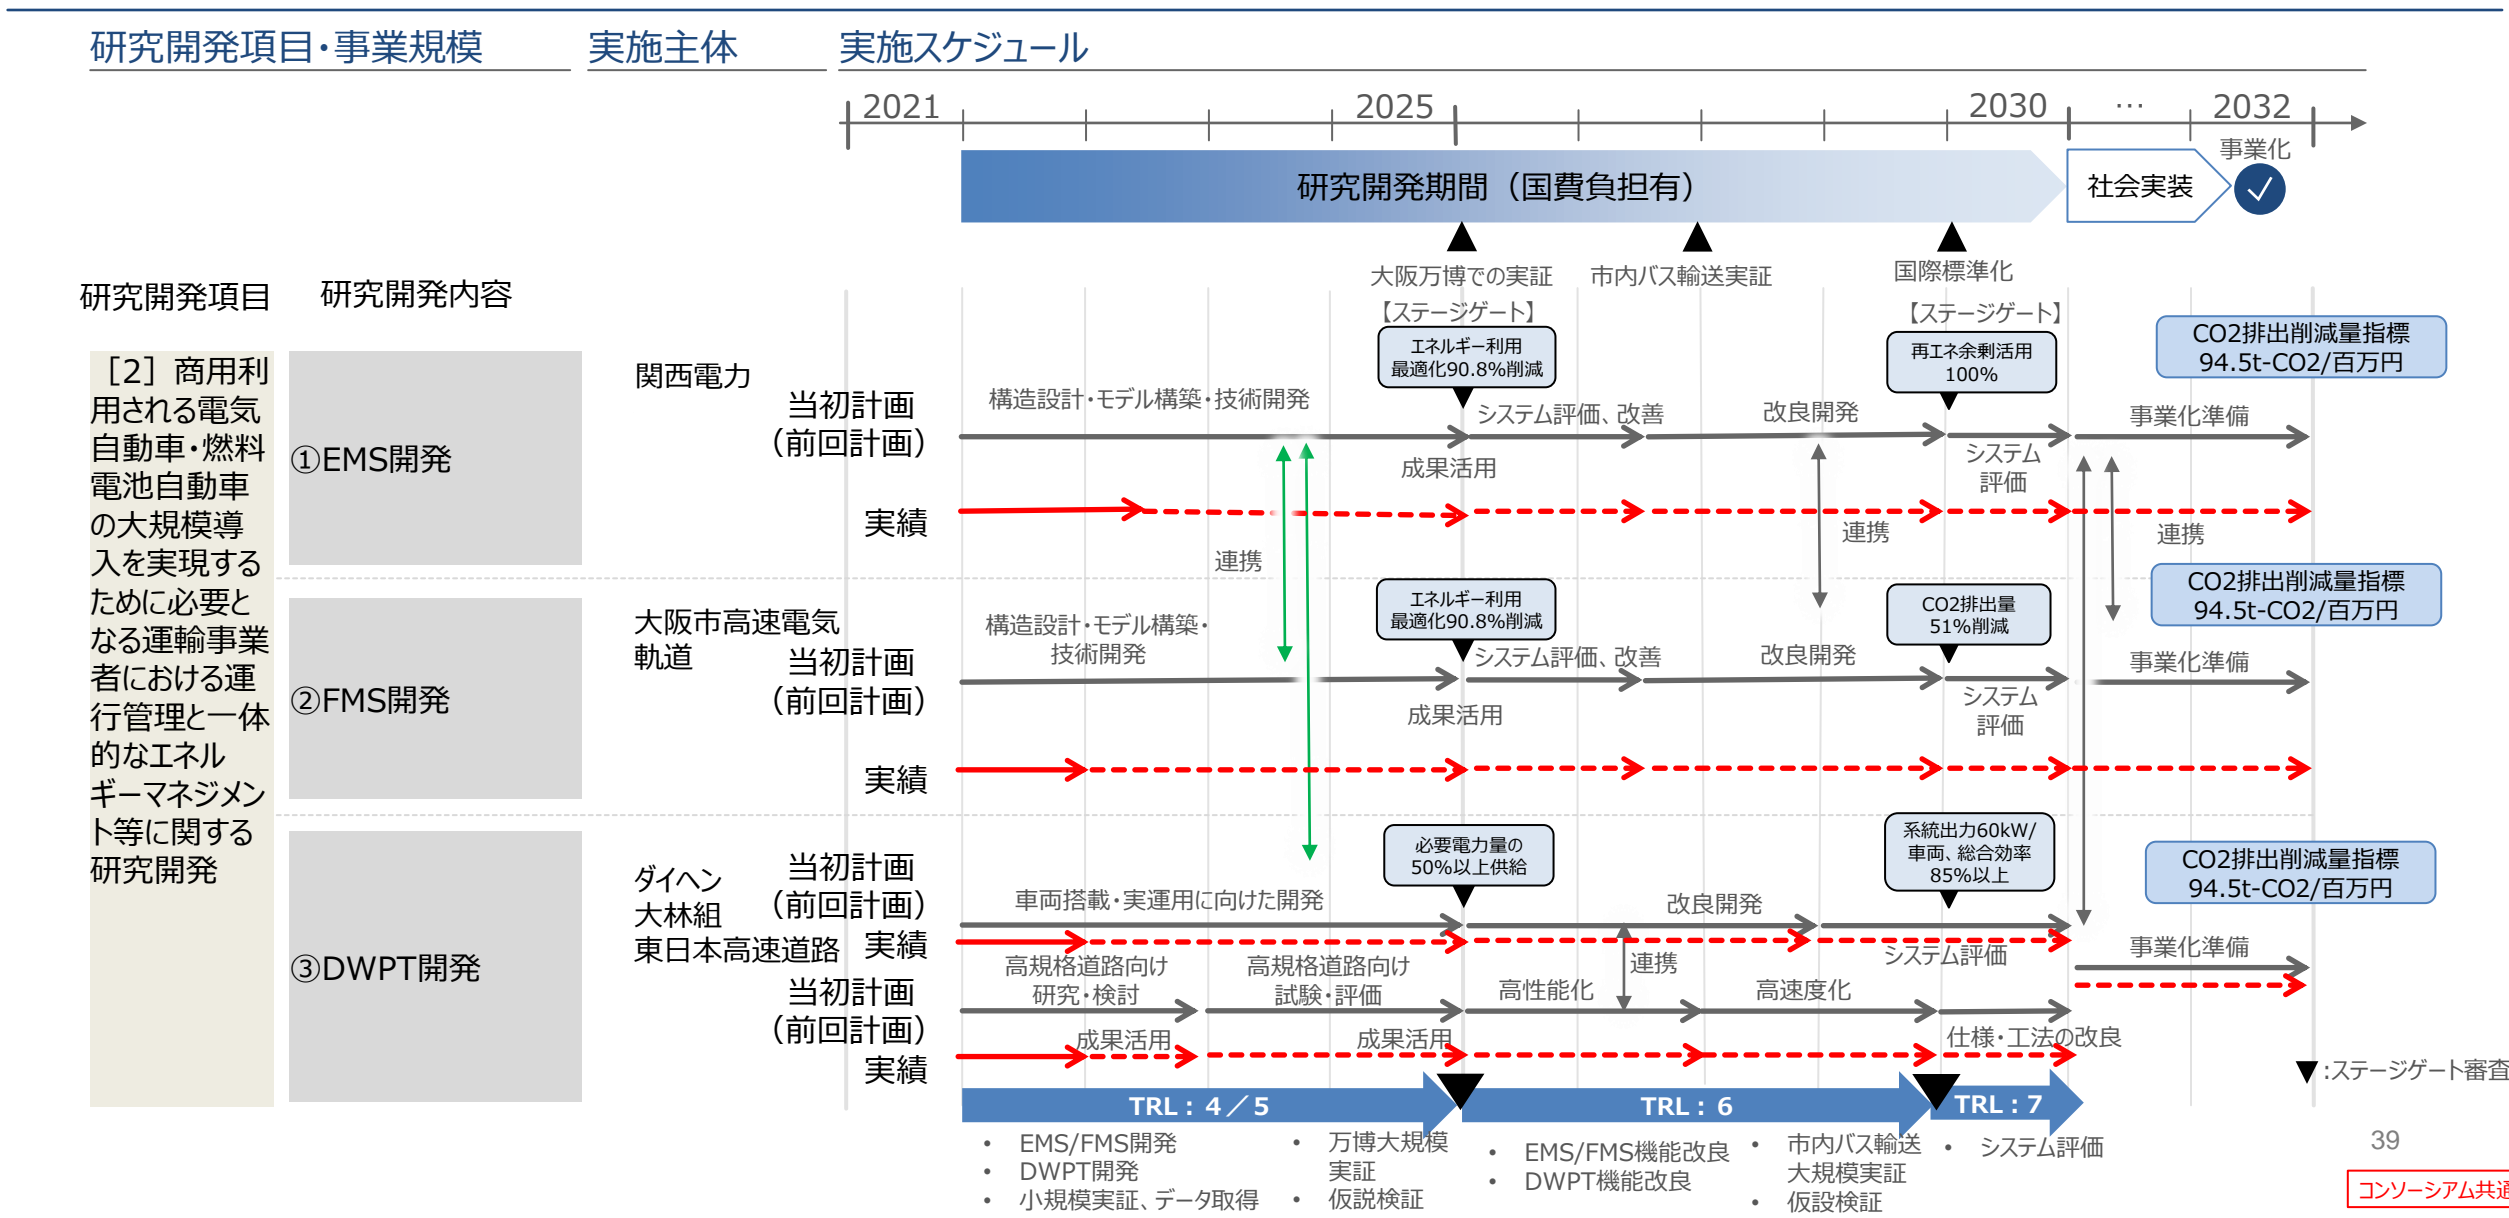 研究開発項目・事業規模
実施主体
実施スケジュール
2021
2025
2030
…
2032
事業化
研究開発期間（国費負担有）
社会実装
大阪万博での実証
市内バス輸送実証
国際標準化
【ステージゲート】
【ステージゲート】
研究開発項目
研究開発内容
［2］商用利
用される電気
自動車・燃料
電池自動車
の大規模導
入を実現する
ために必要と
なる運輸事業
者における運
行管理と一体
的なエネル
ギーマネジメン
ト等に関する
研究開発
①EMS開発
関西電力
当初計画
（前回計画）
実績
構造設計・モデル構築・技術開発
エネルギー利用
最適化90.8%削減
システム評価、改善
成果活用
改良開発
再エネ余剰活用
100%
システム
評価
CO2排出削減量指標
94.5t-CO2/百万円
事業化準備
連携
連携
連携
②FMS開発
大阪市高速電気
軌道
当初計画
（前回計画）
実績
構造設計・モデル構築・
技術開発
エネルギー利用
最適化90.8%削減
システム評価、改善
成果活用
改良開発
CO2排出量
51%削減
システム
評価
CO2排出削減量指標
94.5t-CO2/百万円
事業化準備
③DWPT開発
ダイヘン
大林組
東日本高速道路
当初計画
（前回計画）
実績
車両搭載・実運用に向けた開発
必要電力量の
50%以上供給
改良開発
系統出力60kW/
車両、総合効率
85%以上
システム評価
CO2排出削減量指標
94.5t-CO2/百万円
事業化準備
連携
当初計画
（前回計画）
実績
高規格道路向け
研究・検討
高規格道路向け
試験・評価
高性能化
高速度化
成果活用
成果活用
仕様・工法の改良
▼:ステージゲート審査
TRL：4／5
TRL：6
TRL：7
• EMS/FMS開発
• DWPT開発
• 小規模実証、データ取得
• 万博大規模
実証
• 仮説検証
• EMS/FMS機能改良
• DWPT機能改良
• 市内バス輸送
大規模実証
• 仮設検証
• システム評価
39
コンソーシアム共通